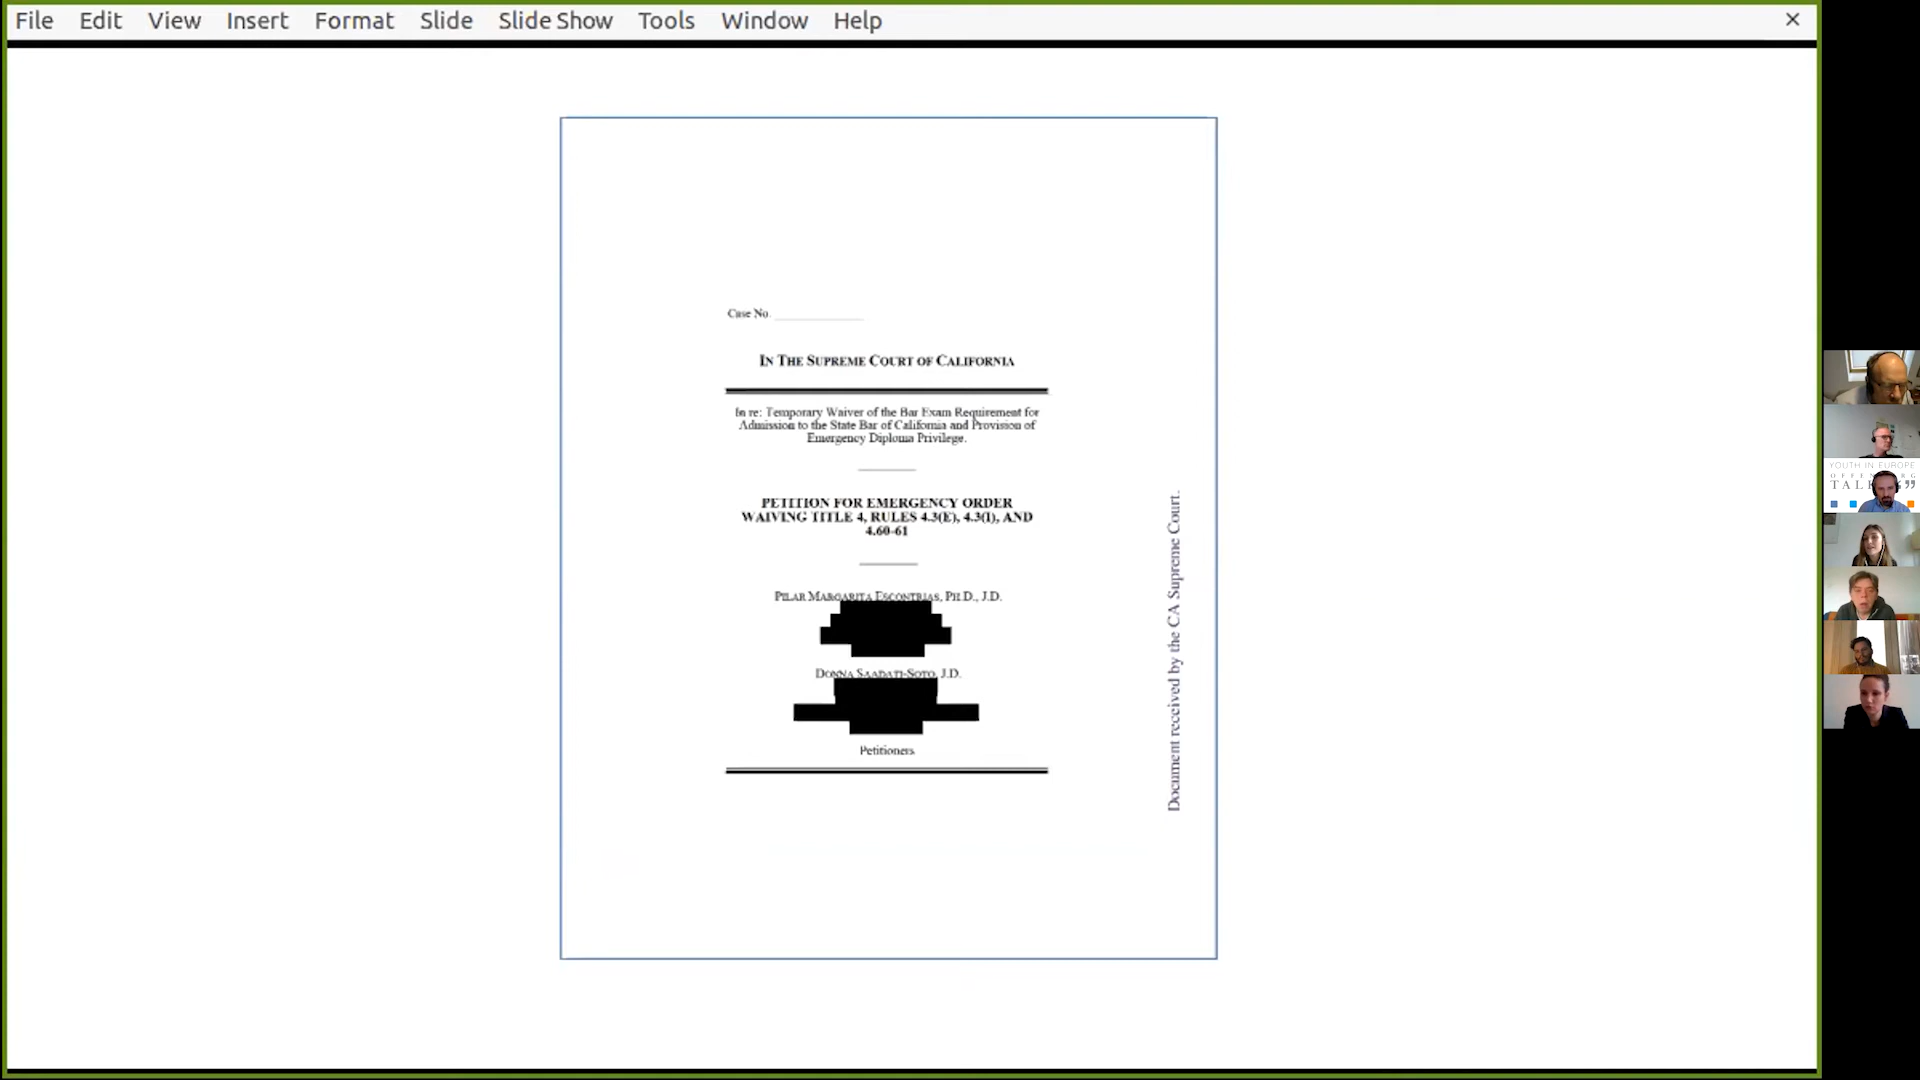 File Edit View Insert Format Slide Slide Show Tools Window Help
Case No.
IN THE SUPREME COURT OF CALIFORNIA
In re: Temporary Waiver of the Bar Exam Requirement for
Admission to the State Bar of California and Provision of
Emergency Diploma Privilege.
PETITION FOR EMERGENCY ORDER
WAIVING TITLE 4, RULES 4.3(E), 4.3(I), AND
4.60-61
PILAR MARGARITA ESCONTRIAS, PH.D., J.D.
DONNA SAADATI-SOTO, J.D.
Petitioners
Document received by the CA Supreme Court.
YOUTH IN EUROPE